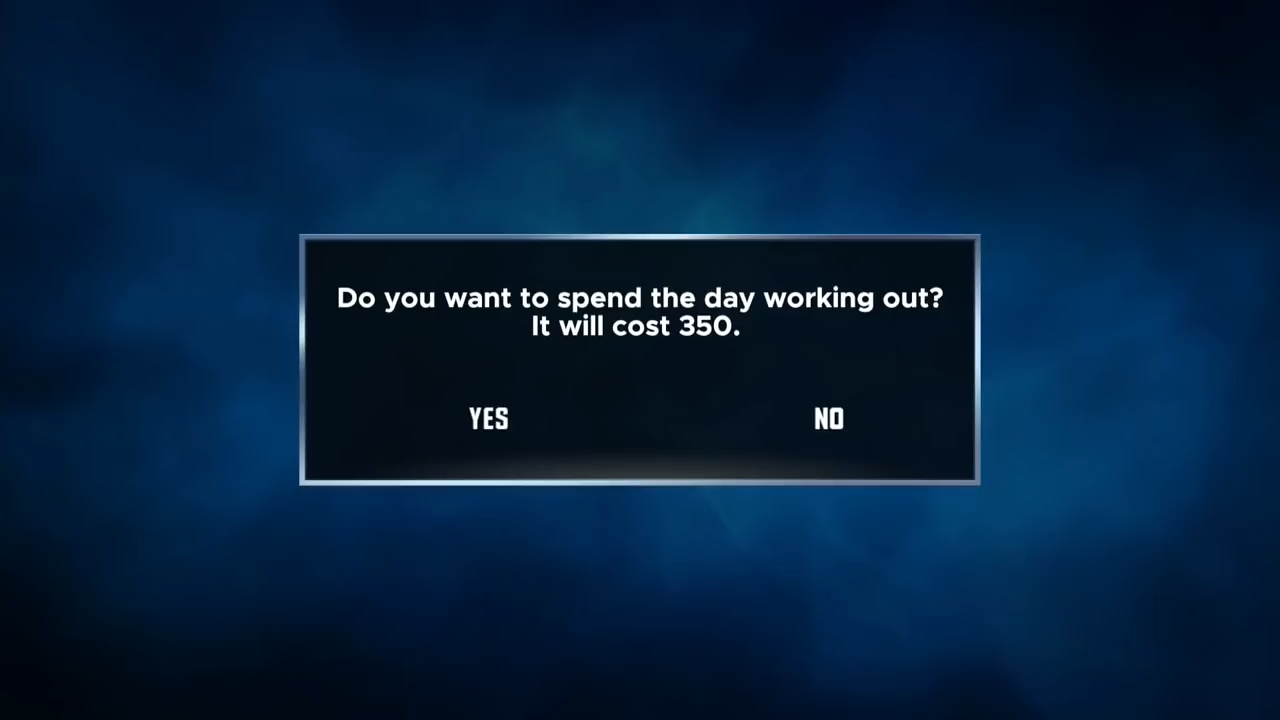 Do you want to spend the day working out?
It will cost 350.
YES
NO